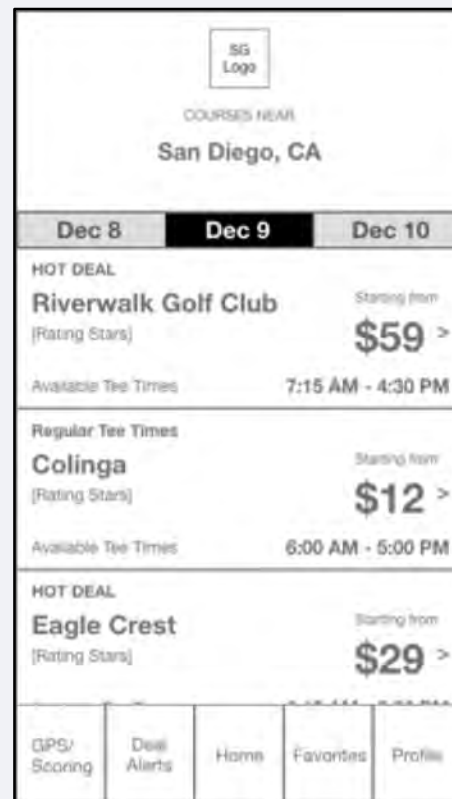 SG
Logo
COURSES NEAR
San Diego, CA
Dec 8 Dec 9 Dec 10
HOT DEAL
Riverwalk Golf Club Starting from
[Rating Stars] $59 >
Available Tee Times 7:15 AM - 4:30 PM
Regular Tee Times
Colinga Starting from
[Rating Stars] $12 >
Available Tee Times 6:00 AM - 5:00 PM
HOT DEAL
Eagle Crest Starting from
[Rating Stars] $29 >
GPS/
Scoring
Deal
Alerts
Home
Favorites
Profile